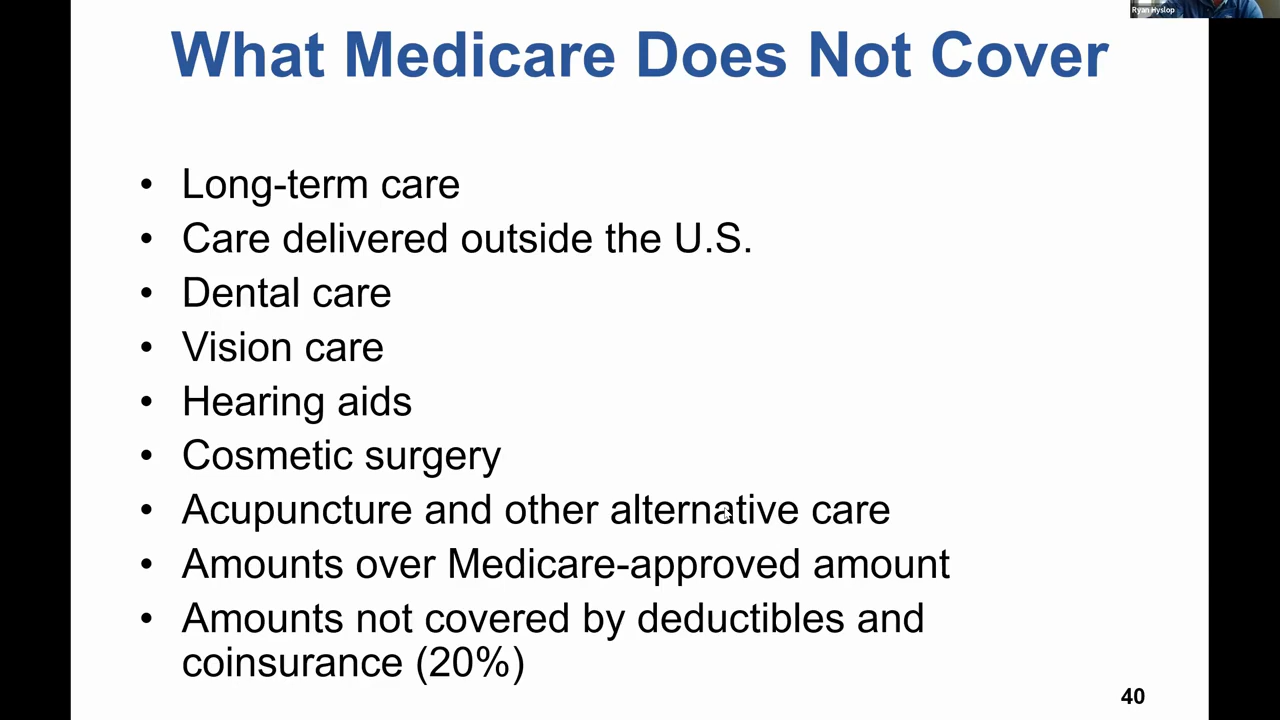 Ryan Hyslop
What Medicare Does Not Cover
• Long-term care
• Care delivered outside the U.S.
• Dental care
• Vision care
• Hearing aids
• Cosmetic surgery
• Acupuncture and other alternative care
• Amounts over Medicare-approved amount
• Amounts not covered by deductibles and
coinsurance (20%)
40